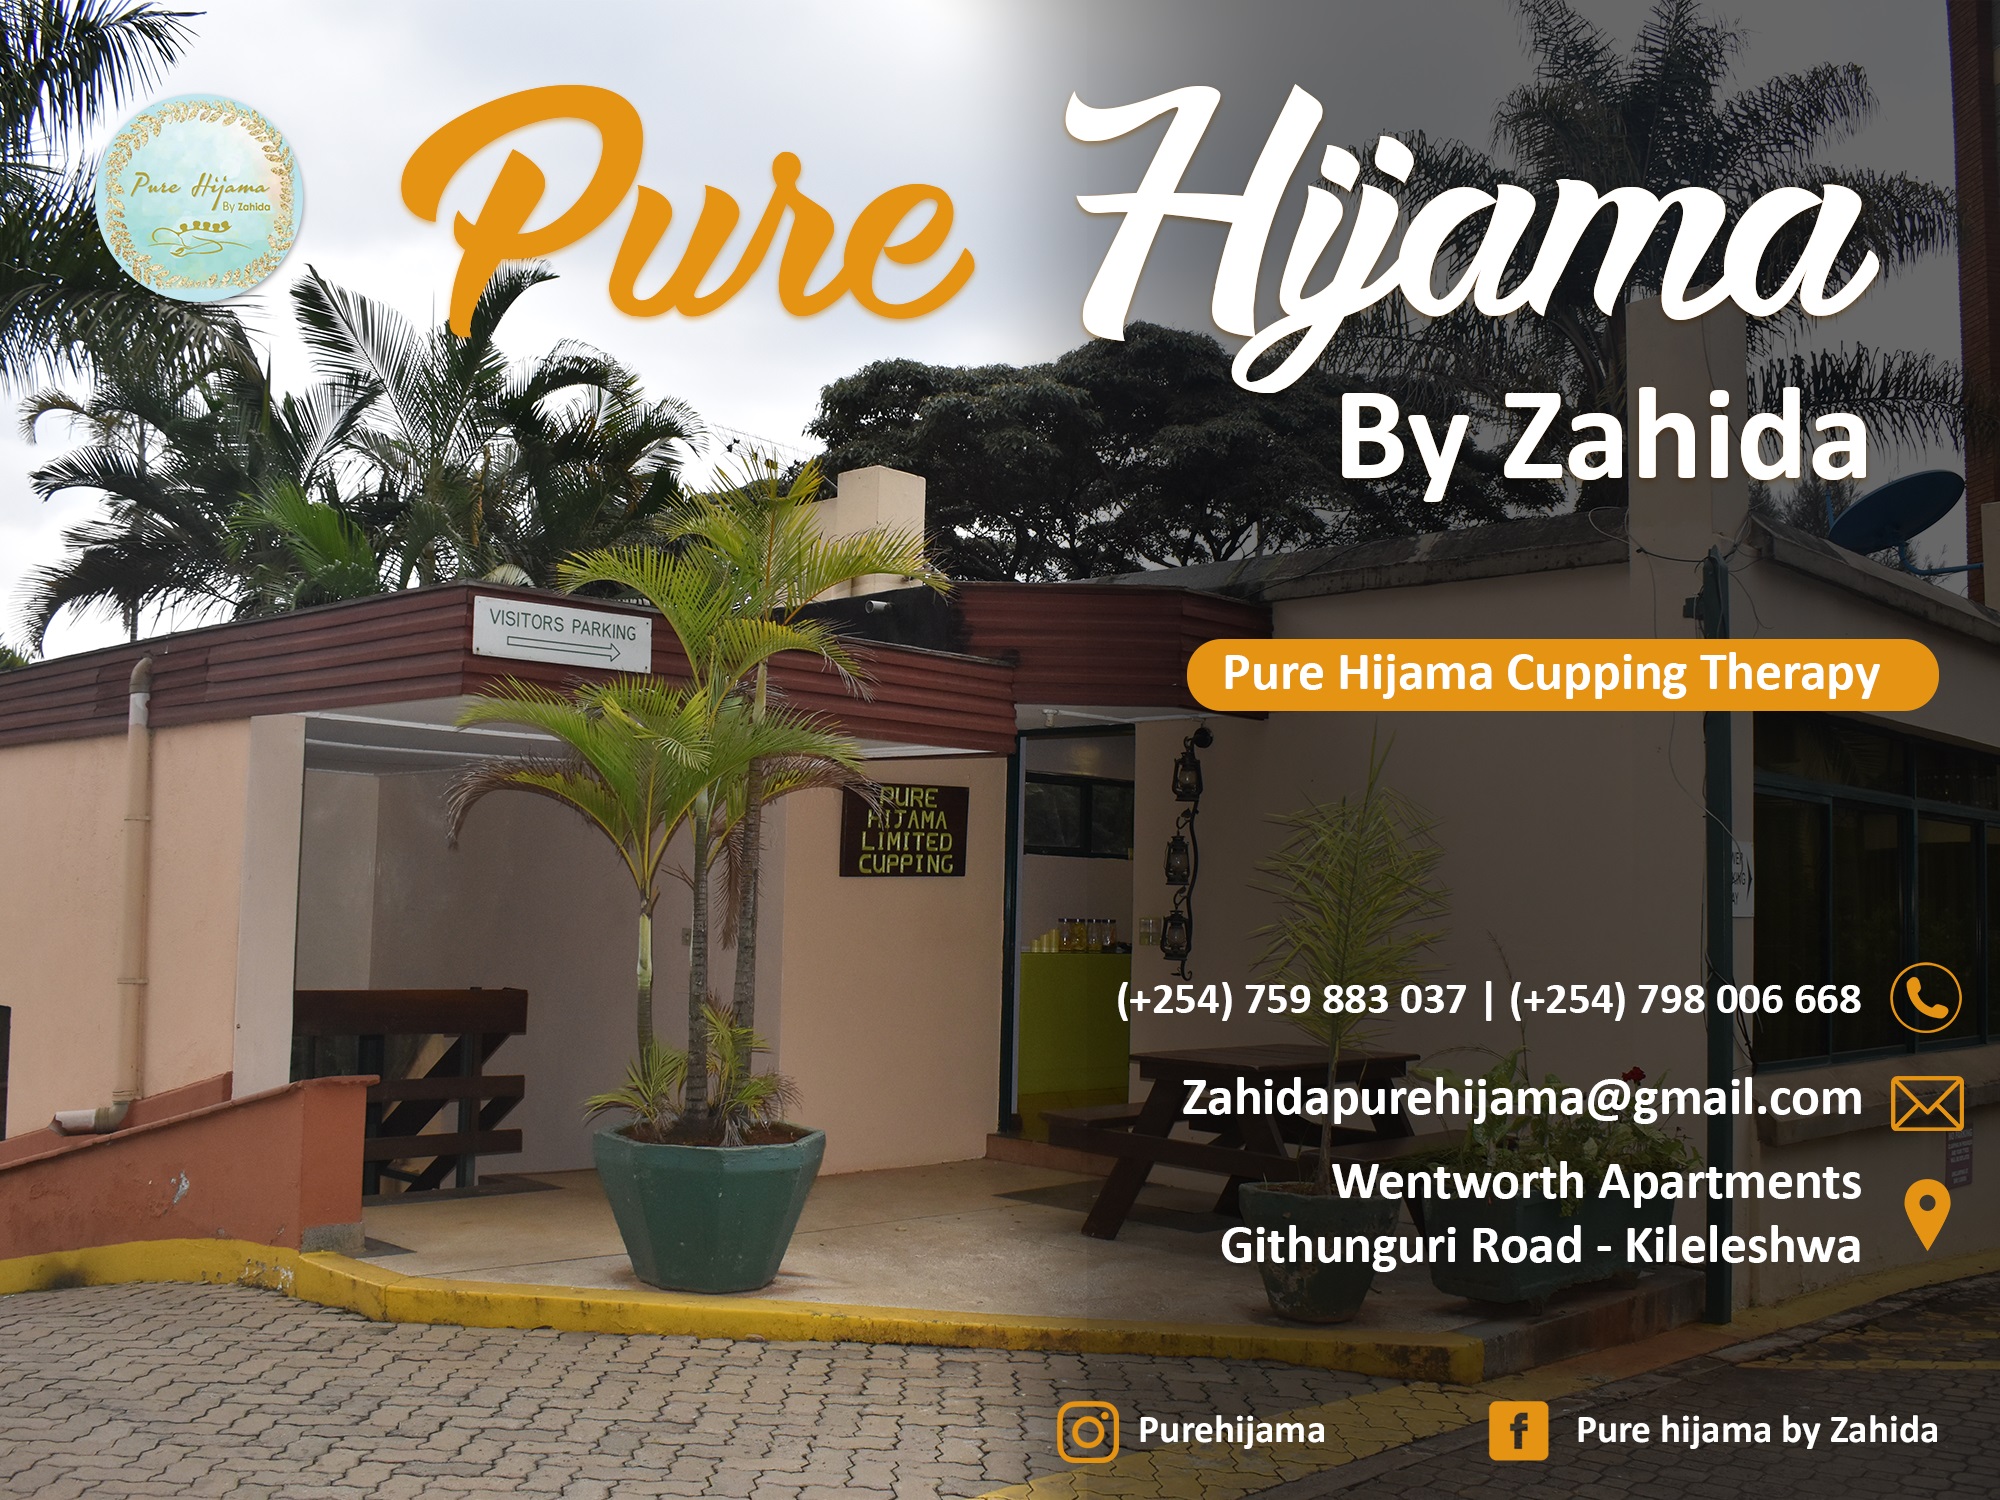 Pure Hijama
By Zahida
Pure Hijama
By Zahida
VISITORS PARKING
Pure Hijama Cupping Therapy
PURE
HIJAMA
LIMITED
CUPPING
(+254) 759 883 037 | (+254) 798 006 668
Zahidapurehijama@gmail.com
Wentworth Apartments
Githunguri Road - Kileleshwa
Purehijama
Pure hijama by Zahida